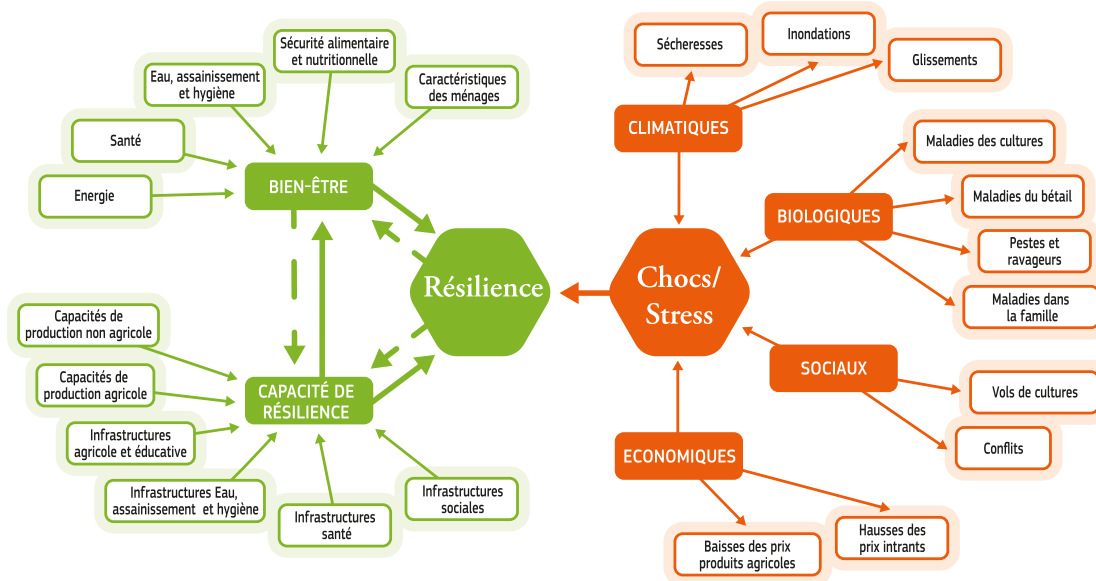 Sécurité alimentaire
et nutritionnelle
Eau, assainissement
et hygiène
Caractéristiques
des ménages
Santé
Energie
BIEN-ÊTRE
Résilience
Capacités de
production non agricole
Capacités de
production agricole
Infrastructures
agricole et éducative
Infrastructures Eau,
assainissement et hygiène
Infrastructures
santé
Infrastructures
sociales
CAPACITÉ DE
RÉSILIENCE
Sécheresses
Inondations
Glissements
CLIMATIQUES
Maladies des cultures
Maladies du bétail
Pestes et
ravageurs
Maladies dans
la famille
BIOLOGIQUES
Chocs/
Stress
SOCIAUX
Vols de cultures
Conflits
ECONOMIQUES
Baisses des prix
produits agricoles
Hausses des
prix intrants